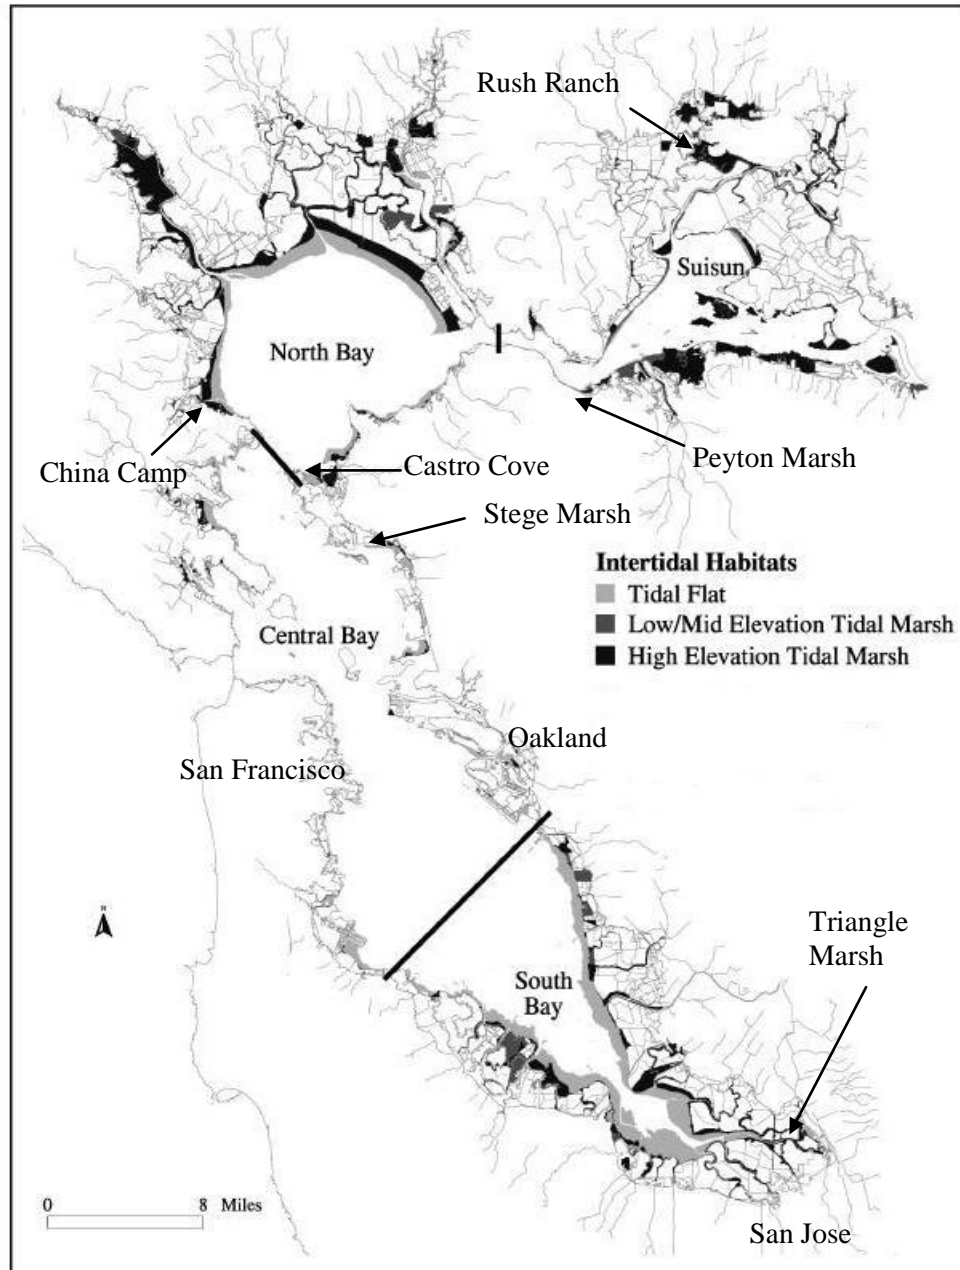 Rush Ranch
Suisun
North Bay
China Camp
Castro Cove
Peyton Marsh
Stege Marsh
Intertidal Habitats
Tidal Flat
Low/Mid Elevation Tidal Marsh
High Elevation Tidal Marsh
Central Bay
Oakland
San Francisco
N
Triangle
Marsh
South
Bay
0 8 Miles
San Jose